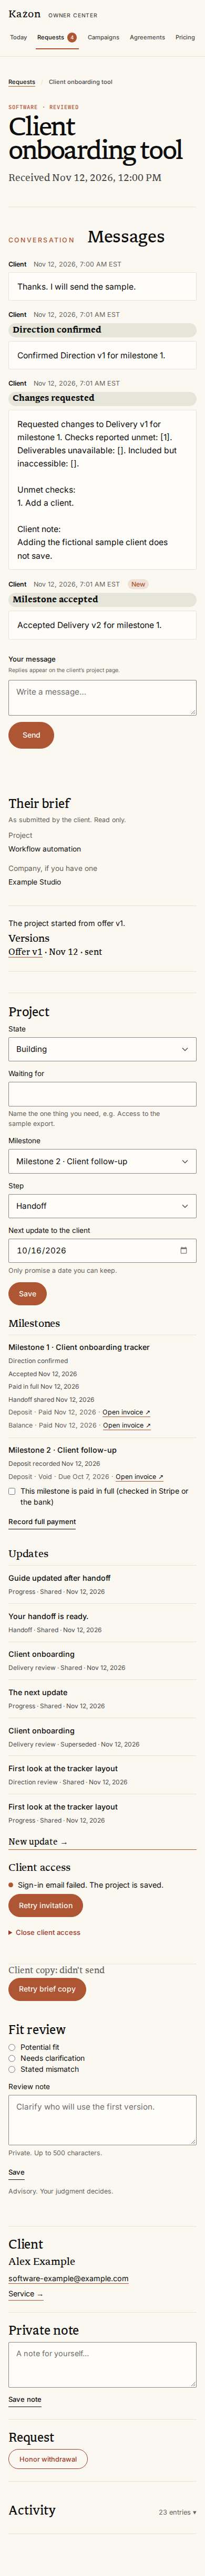 Kazon OWNER CENTER
Today Requests 4 Campaigns Agreements Pricing
Requests Client onboarding tool
SOFTWARE · REVIEWED
Client
onboarding tool
Received Nov 12, 2026, 12:00 PM
CONVERSATION Messages
Client Nov 12, 2026, 7:00 AM EST
Thanks. I will send the sample.
Client Nov 12, 2026, 7:01 AM EST
Direction confirmed
Confirmed Direction v1 for milestone 1.
Client Nov 12, 2026, 7:01 AM EST
Changes requested
Requested changes to Delivery v1 for
milestone 1. Checks reported unmet: [1].
Deliverables unavailable: []. Included but
inaccessible: [].
Unmet checks:
1. Add a client.
Client note:
Adding the fictional sample client does
not save.
Client Nov 12, 2026, 7:01 AM EST New
Milestone accepted
Accepted Delivery v2 for milestone 1.
Your message
Replies appear on the client's project page.
Write a message...
Send
Their brief
As submitted by the client. Read only.
Project
Workflow automation
Company, if you have one
Example Studio
The project started from offer v1.
Versions
Offer v1 · Nov 12 · sent
Project
State
Building
Waiting for
Name the one thing you need, e.g. Access to the
sample export.
Milestone
Milestone 2 · Client follow-up
Step
Handoff
Next update to the client
10/16/2026
Only promise a date you can keep.
Save
Milestones
Milestone 1 · Client onboarding tracker
Direction confirmed
Accepted Nov 12, 2026
Paid in full Nov 12, 2026
Handoff shared Nov 12, 2026
Deposit · Paid Nov 12, 2026 · Open invoice ↗
Balance · Paid Nov 12, 2026 · Open invoice ↗
Milestone 2 · Client follow-up
Deposit recorded Nov 12, 2026
Deposit · Void · Due Oct 7, 2026 · Open invoice ↗
This milestone is paid in full (checked in Stripe or
the bank)
Record full payment
Updates
Guide updated after handoff
Progress · Shared · Nov 12, 2026
Your handoff is ready.
Handoff · Shared · Nov 12, 2026
Client onboarding
Delivery review · Shared · Nov 12, 2026
The next update
Progress · Shared · Nov 12, 2026
Client onboarding
Delivery review · Superseded · Nov 12, 2026
First look at the tracker layout
Direction review · Shared · Nov 12, 2026
First look at the tracker layout
Progress · Shared · Nov 12, 2026
New update →
Client access
Sign-in email failed. The project is saved.
Retry invitation
▶ Close client access
Client copy: didn't send
Retry brief copy
Fit review
Potential fit
Needs clarification
Stated mismatch
Review note
Clarify who will use the first version.
Private. Up to 500 characters.
Save
Advisory. Your judgment decides.
Client
Alex Example
software-example@example.com
Service →
Private note
A note for yourself...
Save note
Request
Honor withdrawal
Activity 23 entries ▾